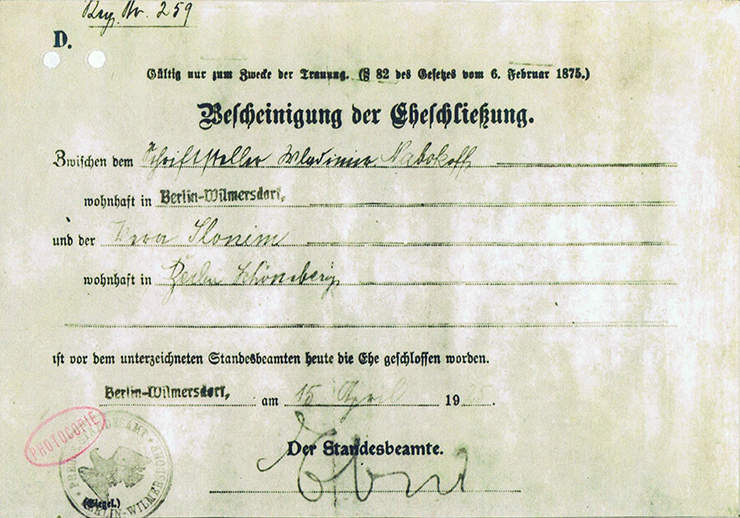 Reg. Nr. 259
D.
Gültig nur zum Zwecke der Trauung. (§ 82 des Gesetzes vom 6. Februar 1875.)
Bescheinigung der Eheschließung.
Zwischen dem Schriftsteller Wladimir Nabokoff
wohnhaft in Berlin-Wilmersdorf,
und der Vera Slonim
wohnhaft in Berlin Schöneberg,
ist vor dem unterzeichneten Standesbeamten heute die Ehe geschlossen worden.
Berlin-Wilmersdorf, am 15 April 19
Der Standesbeamte.
PHOTOCOPIE
(Siegel.)
BERLIN-WILMER